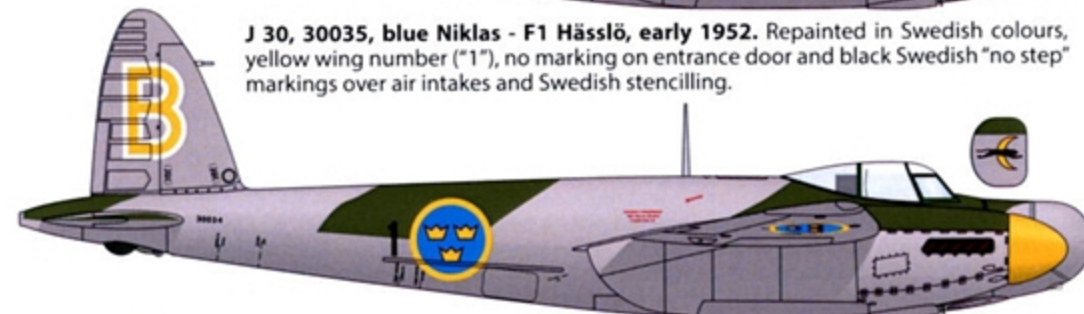 J 30, 30035, blue Niklas - F1 Hässlö, early 1952. Repainted in Swedish colours,
yellow wing number ("1"), no marking on entrance door and black Swedish "no step"
markings over air intakes and Swedish stencilling.
B
30034
1